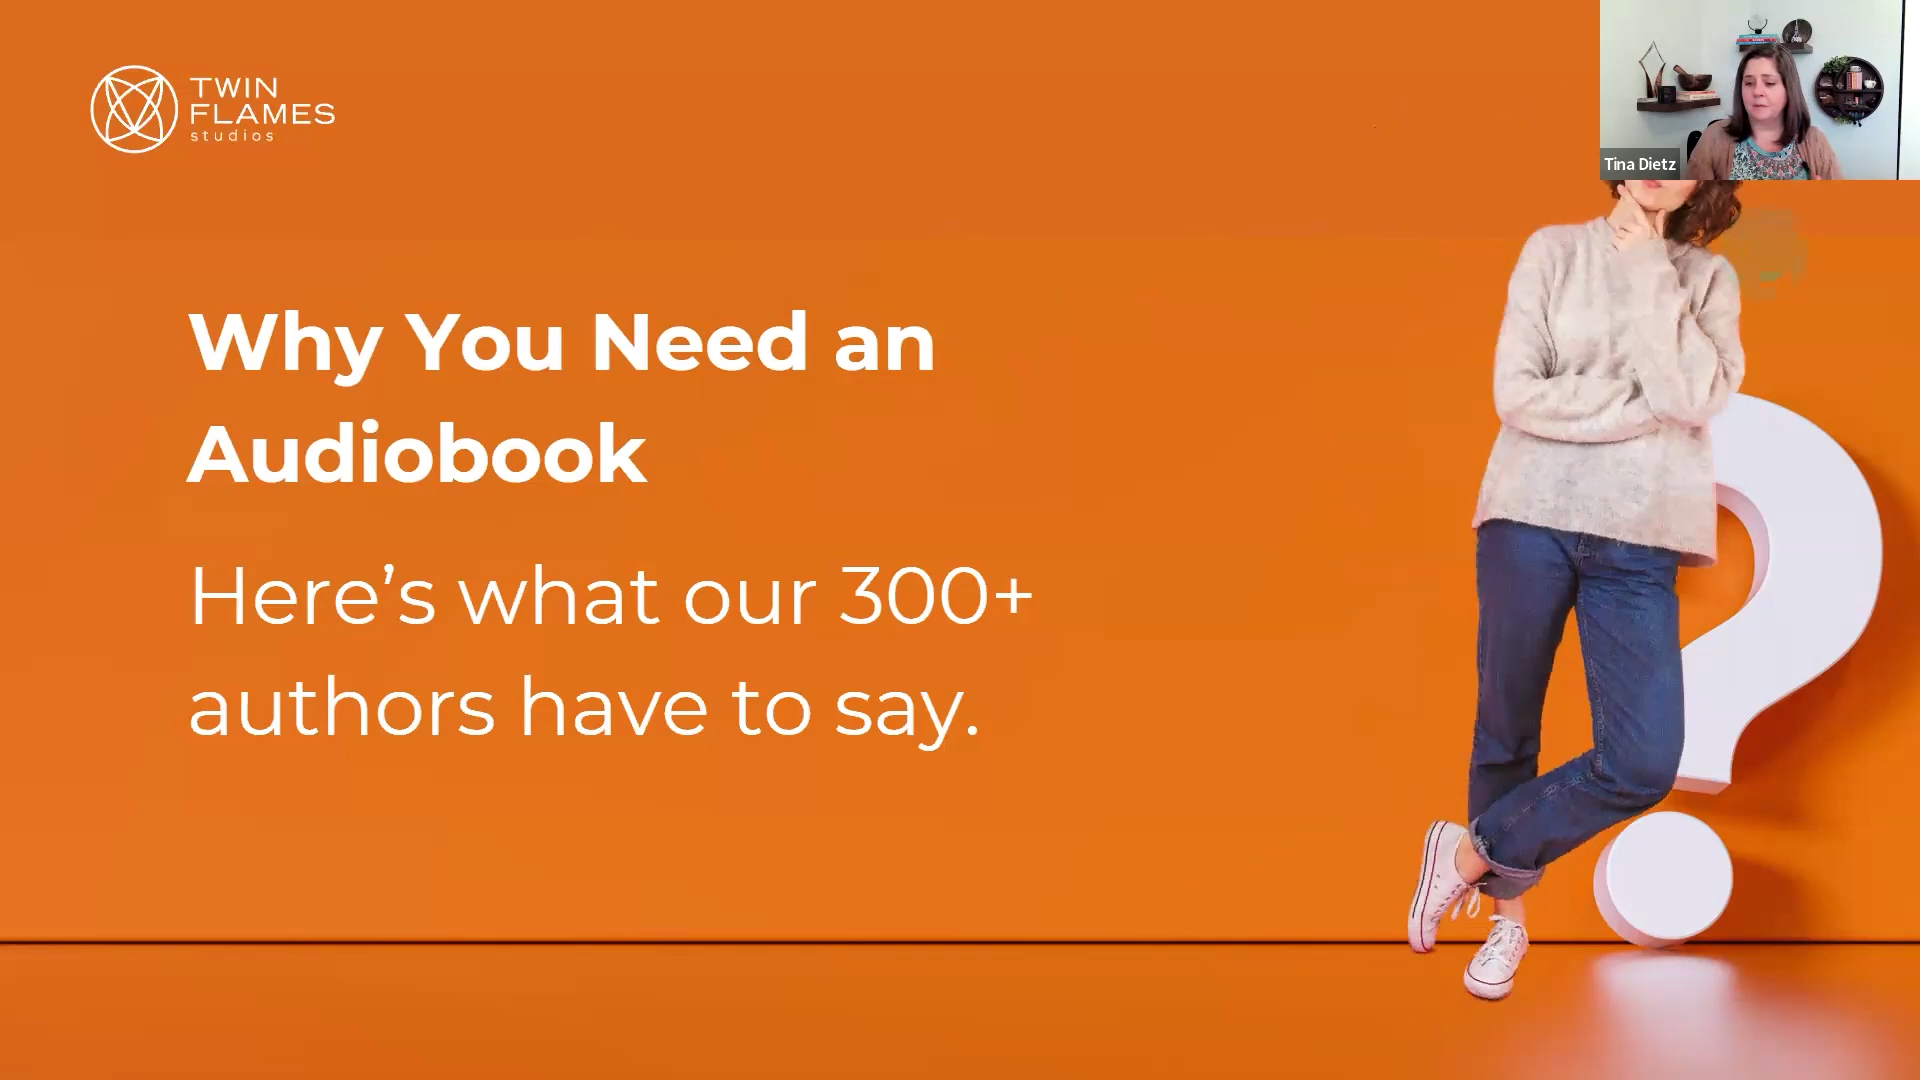 TWIN
FLAMES
studios
Tina Dietz
Why You Need an
Audiobook
Here’s what our 300+
authors have to say.